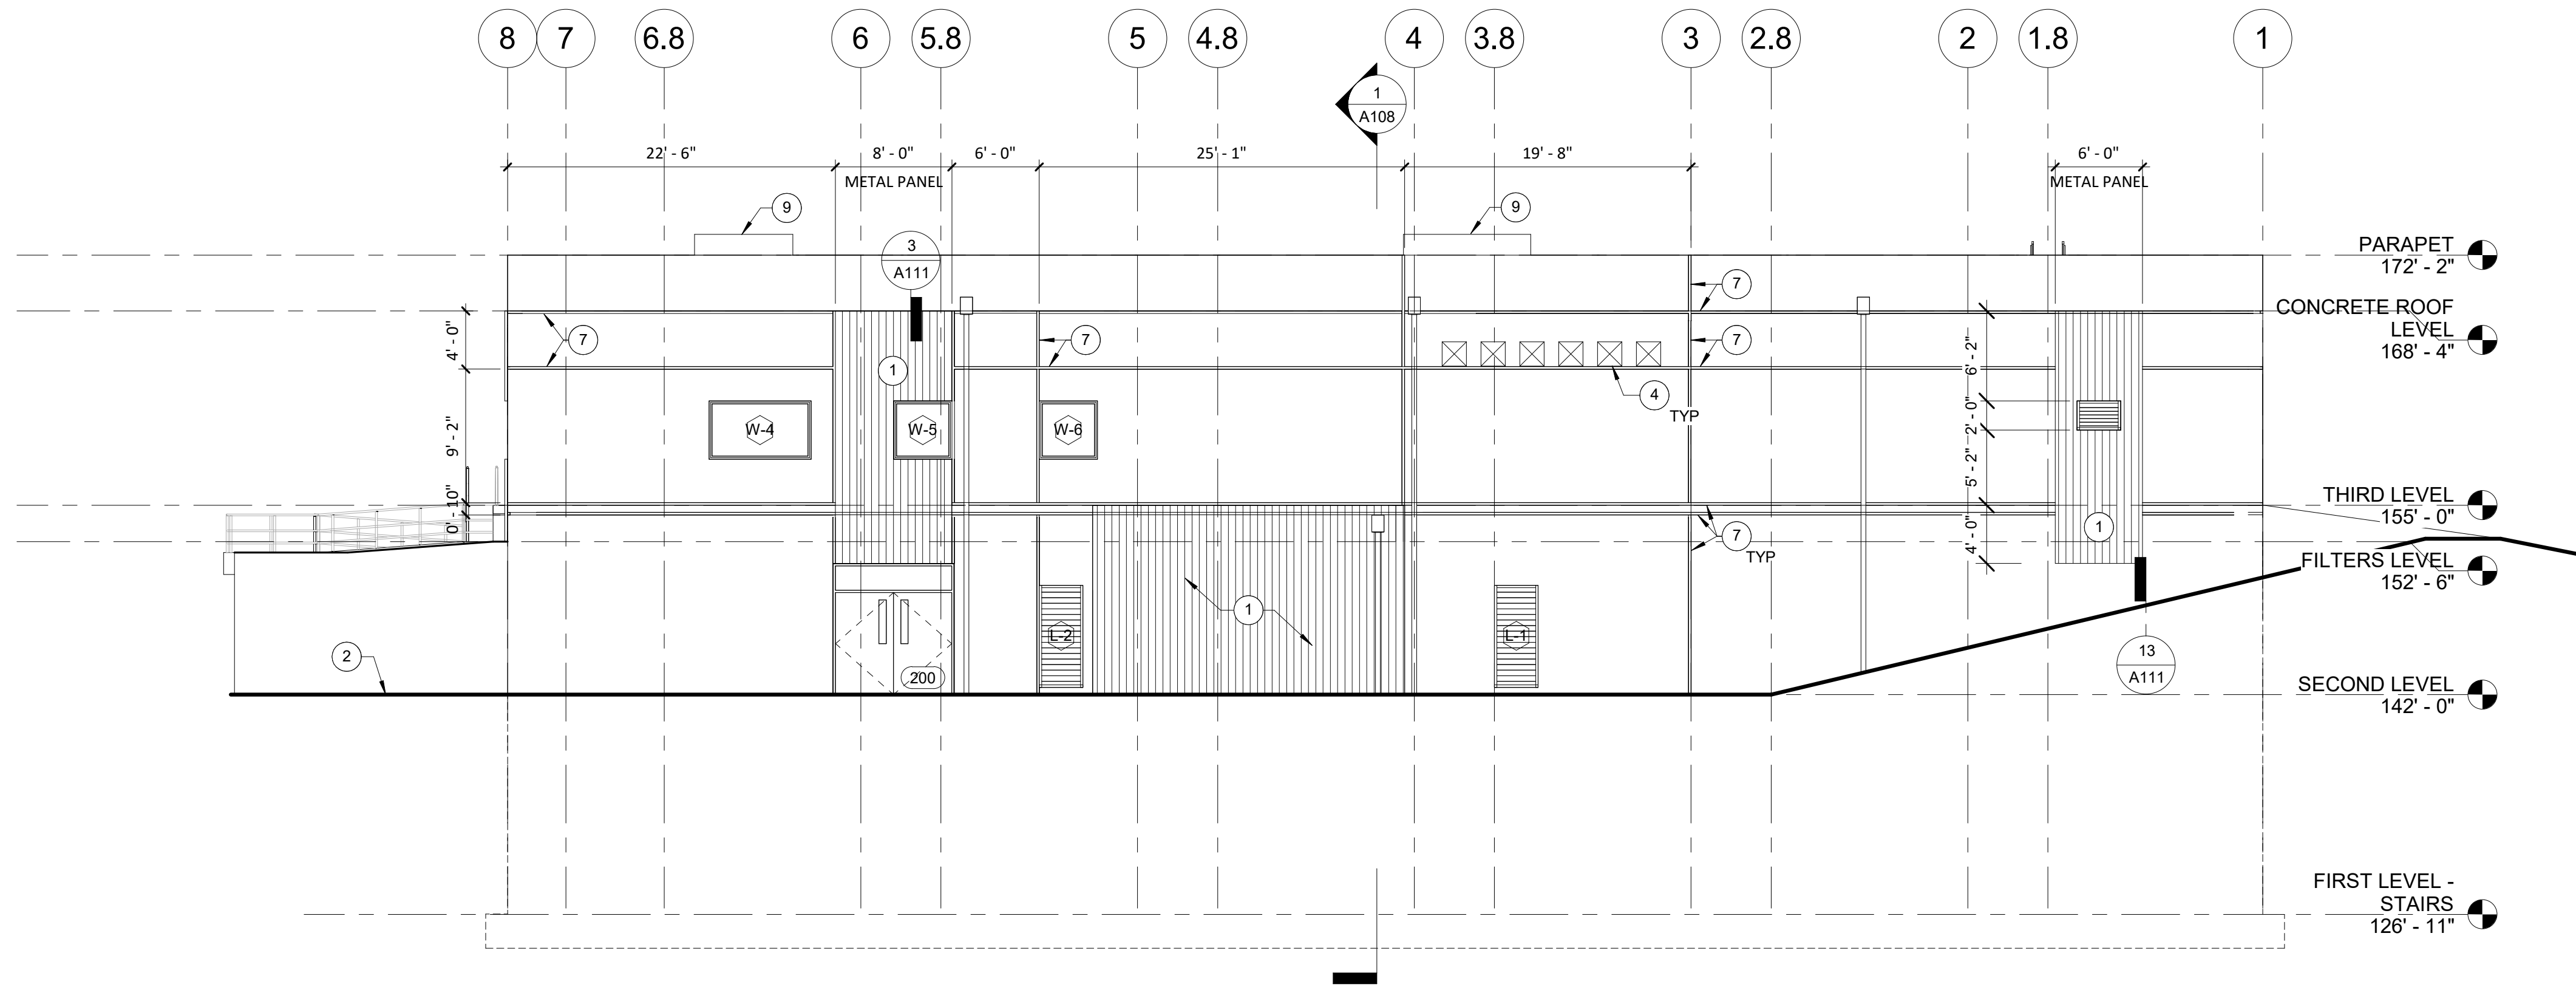 8 7 6.8 6 5.8 5 4.8 4 3.8 3 2.8 2 1.8 1
1
A108
22' - 6" 8' - 0" 6' - 0" 25' - 1" 19' - 8" 6' - 0"
METAL PANEL METAL PANEL
9 9
3
A111
PARAPET
172' - 2"
7
CONCRETE ROOF
LEVEL
168' - 4"
4' - 0"
7 7 7
6' - 2"
1
4
TYP
9' - 2"
W-4 W-5 W-6
2' - 0"
5' - 2"
0' - 10"
THIRD LEVEL
155' - 0"
1
7
TYP
4' - 0"
FILTERS LEVEL
152' - 6"
1
L-2 L-1
2
200
13
A111
SECOND LEVEL
142' - 0"
FIRST LEVEL -
STAIRS
126' - 11"